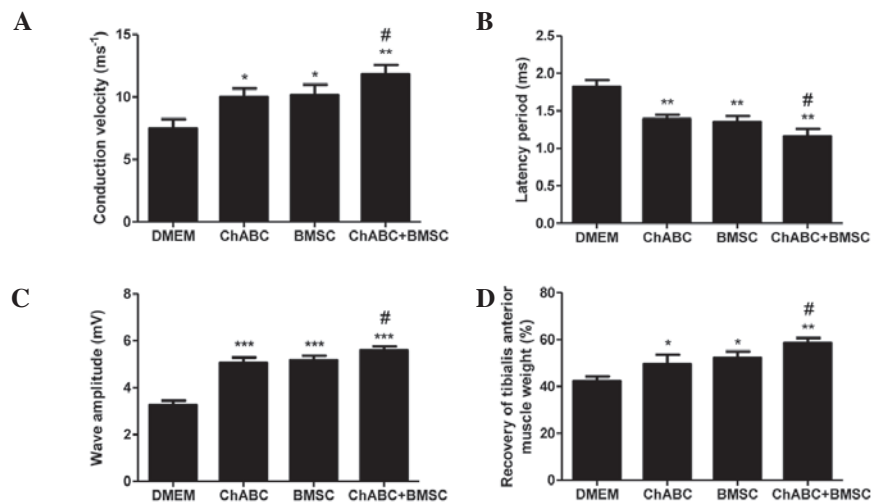 A
Conduction velocity (ms⁻¹)
15
10
5
0
*
*
#
**
DMEM
ChABC
BMSC
ChABC+BMSC
B
Latency period (ms)
2.0
1.5
1.0
0.5
0.0
**
**
#
**
DMEM
ChABC
BMSC
ChABC+BMSC
C
Wave amplitude (mV)
8
6
4
2
0
***
***
#
***
DMEM
ChABC
BMSC
ChABC+BMSC
D
Recovery of tibialis anterior
muscle weight (%)
80
60
40
20
0
*
*
#
**
DMEM
ChABC
BMSC
ChABC+BMSC